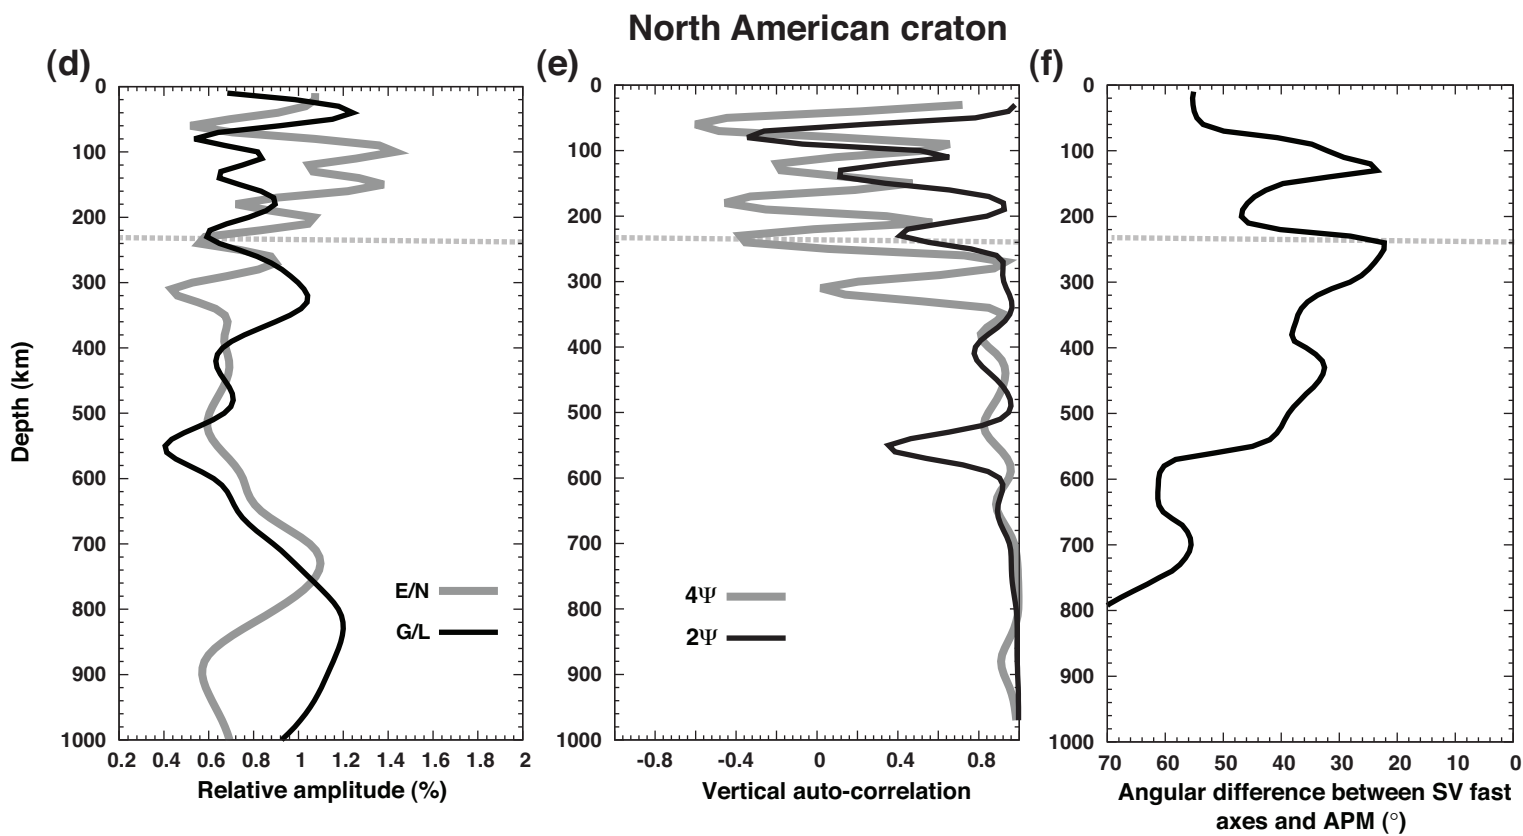 North American craton
(d)
(e)
(f)
0
100
200
300
400
500
600
700
800
900
1000
Depth (km)
E/N
G/L
0.2 0.4 0.6 0.8 1 1.2 1.4 1.6 1.8 2
Relative amplitude (%)
0
100
200
300
400
500
600
700
800
900
1000
4Ψ
2Ψ
-0.8 -0.4 0 0.4 0.8
Vertical auto-correlation
0
100
200
300
400
500
600
700
800
900
1000
70 60 50 40 30 20 10 0
Angular difference between SV fast
axes and APM (°)